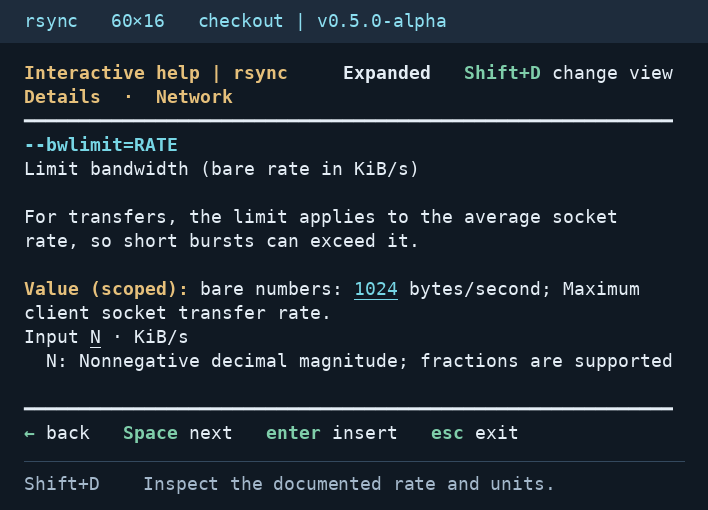 rsync 60×16 checkout | v0.5.0-alpha
Interactive help | rsync Expanded Shift+D change view
Details · Network
--bwlimit=RATE
Limit bandwidth (bare rate in KiB/s)
For transfers, the limit applies to the average socket
rate, so short bursts can exceed it.
Value (scoped): bare numbers: 1024 bytes/second; Maximum
client socket transfer rate.
Input N · KiB/s
N: Nonnegative decimal magnitude; fractions are supported
← back Space next enter insert esc exit
Shift+D Inspect the documented rate and units.